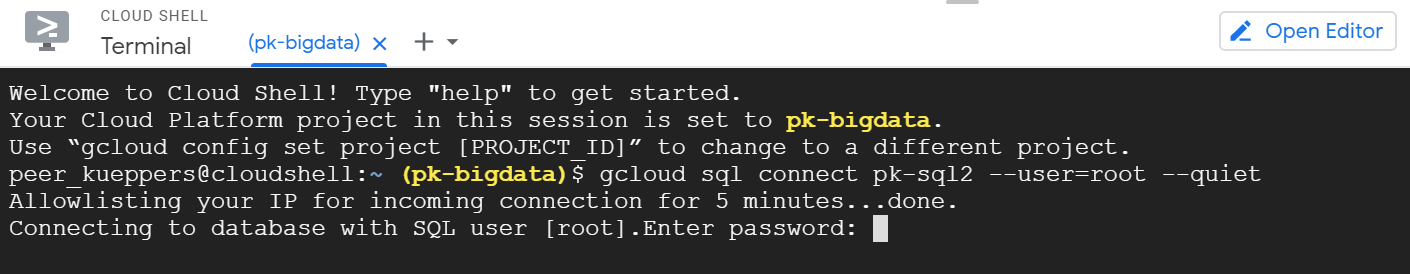 CLOUD SHELL
Terminal
(pk-bigdata)
Open Editor
Welcome to Cloud Shell! Type "help" to get started.
Your Cloud Platform project in this session is set to pk-bigdata.
Use “gcloud config set project [PROJECT_ID]” to change to a different project.
peer_kueppers@cloudshell:~ (pk-bigdata)$ gcloud sql connect pk-sql2 --user=root --quiet
Allowlisting your IP for incoming connection for 5 minutes...done.
Connecting to database with SQL user [root].Enter password: